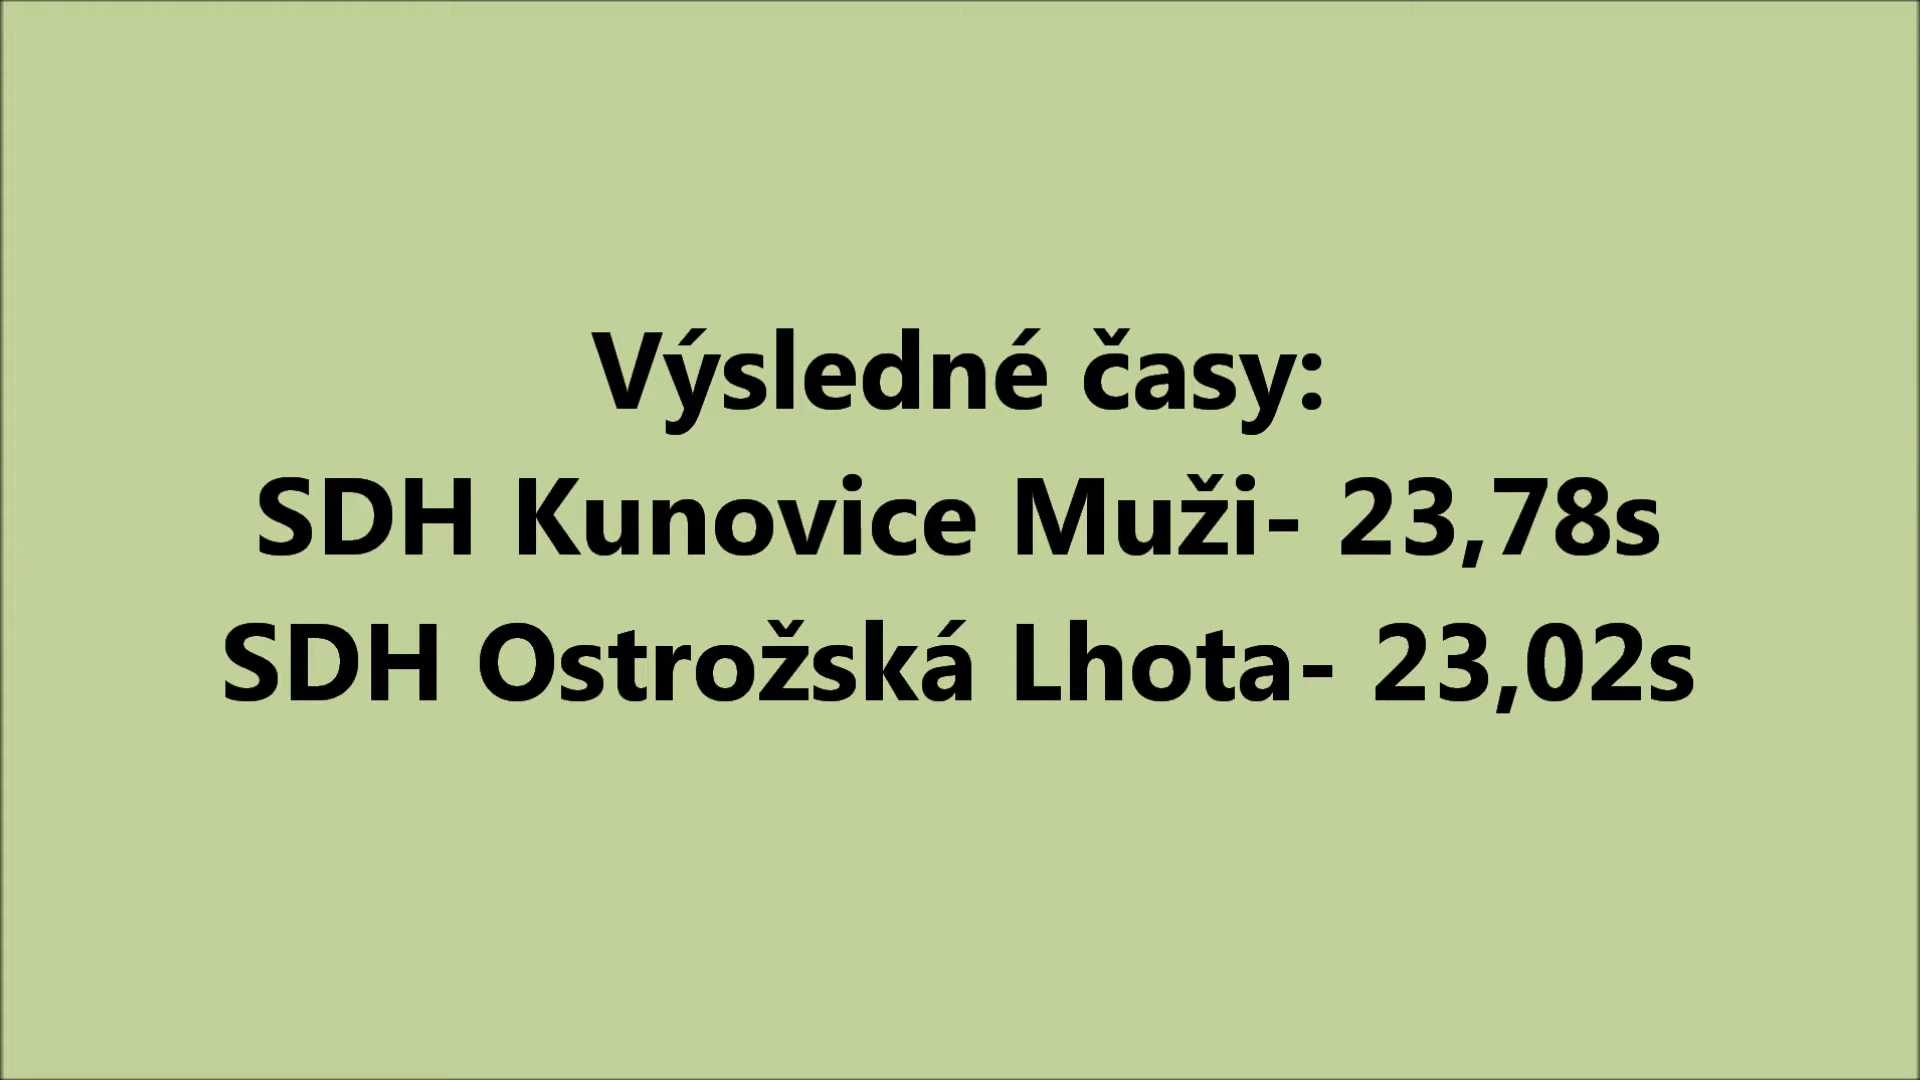 Výsledné časy:
SDH Kunovice Muži- 23,78s
SDH Ostrožská Lhota- 23,02s